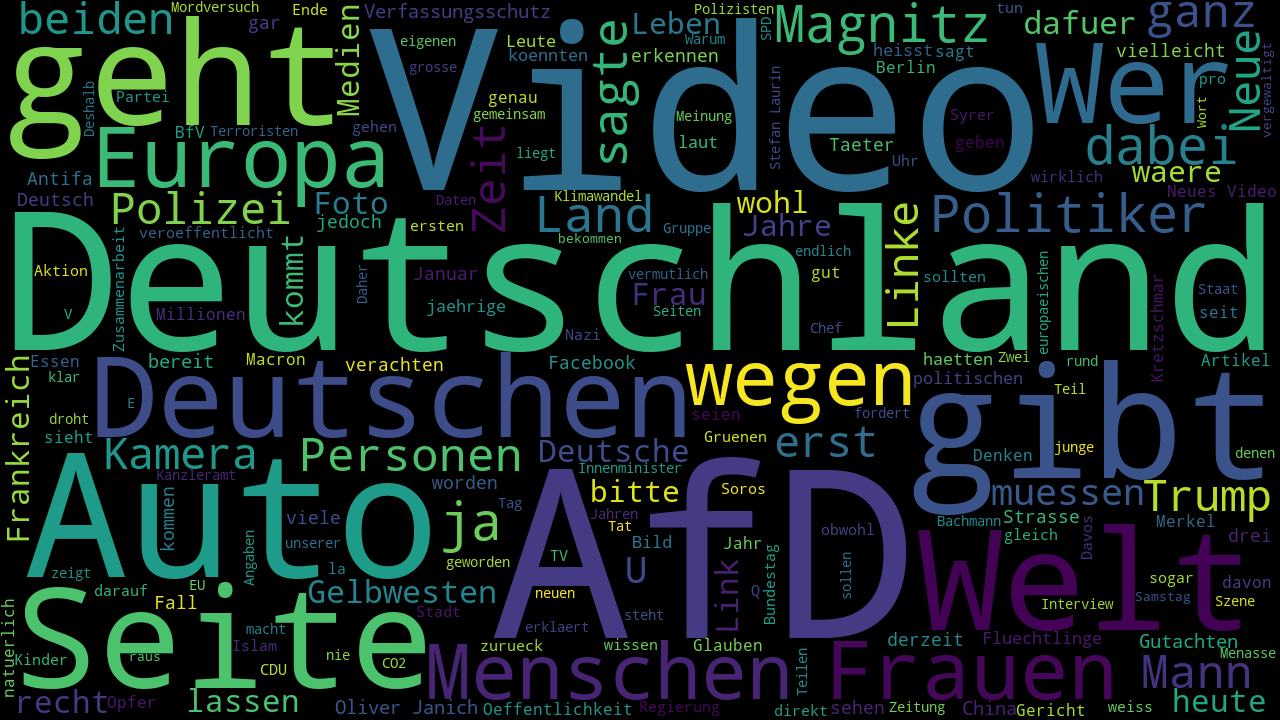 beiden
Mordversuch
Ende
Verfassungsschutz
Polizisten
tun
ganz
gar
Medien
eigenen
Leute
koennten
Leben
Warum
SPD
Magnitz
dafuer
geht
Video
Wer
grosse
erkennen
heisst
sagt
vielleicht
Neue
vergewaltigt
sagte
Berlin
pro
Deshalb
Partei
genau
gemeinsam
Stefan Laurin
Wort
BfV
Terroristen
gehen
Meinung
Syrer
Europa
Zeit
laut
Taeter
geben
dabei
liegt
Uhr
Antifa
wirklich
waere
Deutsch
Polizei
Foto
Daten
Klimawandel
wohl
Neues Video
jedoch
ersten
Land
Gruppe
Jahre
Politiker
veroeffentlicht
Zusammenarbeit
kommt
bekommen
endlich
Linke
europaeischen
Deutschland
Aktion
Daher
Januar
vermutlich
gut
sollten
Kretzschmar
Staat
V
Millionen
jaehrige
Frau
Seiten
seit
Nazi
Chef
Frankreich
Essen
bereit
Macron
verachten
Facebook
wegen
haetten
Zwei
rund
Artikel
klar
Deutschen
politischen
gibt
Teil
E
droht
seien
fordert
sieht
Kamera
Personen
Deutsche
Gruenen
erst
Denken
junge
denen
Kanzleramt
Innenminister
Auto
worden
bitte
Soros
muessen
Trump
kommen
viele
ja
Tag
Jahren
AfD
obwohl
Bachmann
Strasse
Merkel
Angaben
unserer
Tat
Bild
Jahr
gleich
Davos
drei
zeigt
la
geworden
TV
U
Link
Bundestag
sollen
Welt
darauf
EU
Gelbwesten
neuen
Q
Interview
sogar
davon
Samstag
Szene
natuerlich
Seite
Fall
Stadt
steht
macht
erklaert
derzeit
Fluechtlinge
Gutachten
Kinder
raus
Islam
nie
zurueck
wissen
Glauben
Menasse
CDU
CO2
Menschen
Teilen
Frauen
Mann
recht
Opfer
lassen
Oliver Janich
Oeffentlichkeit
Regierung
direkt
sehen
Zeitung
China
Gericht
weiss
heute